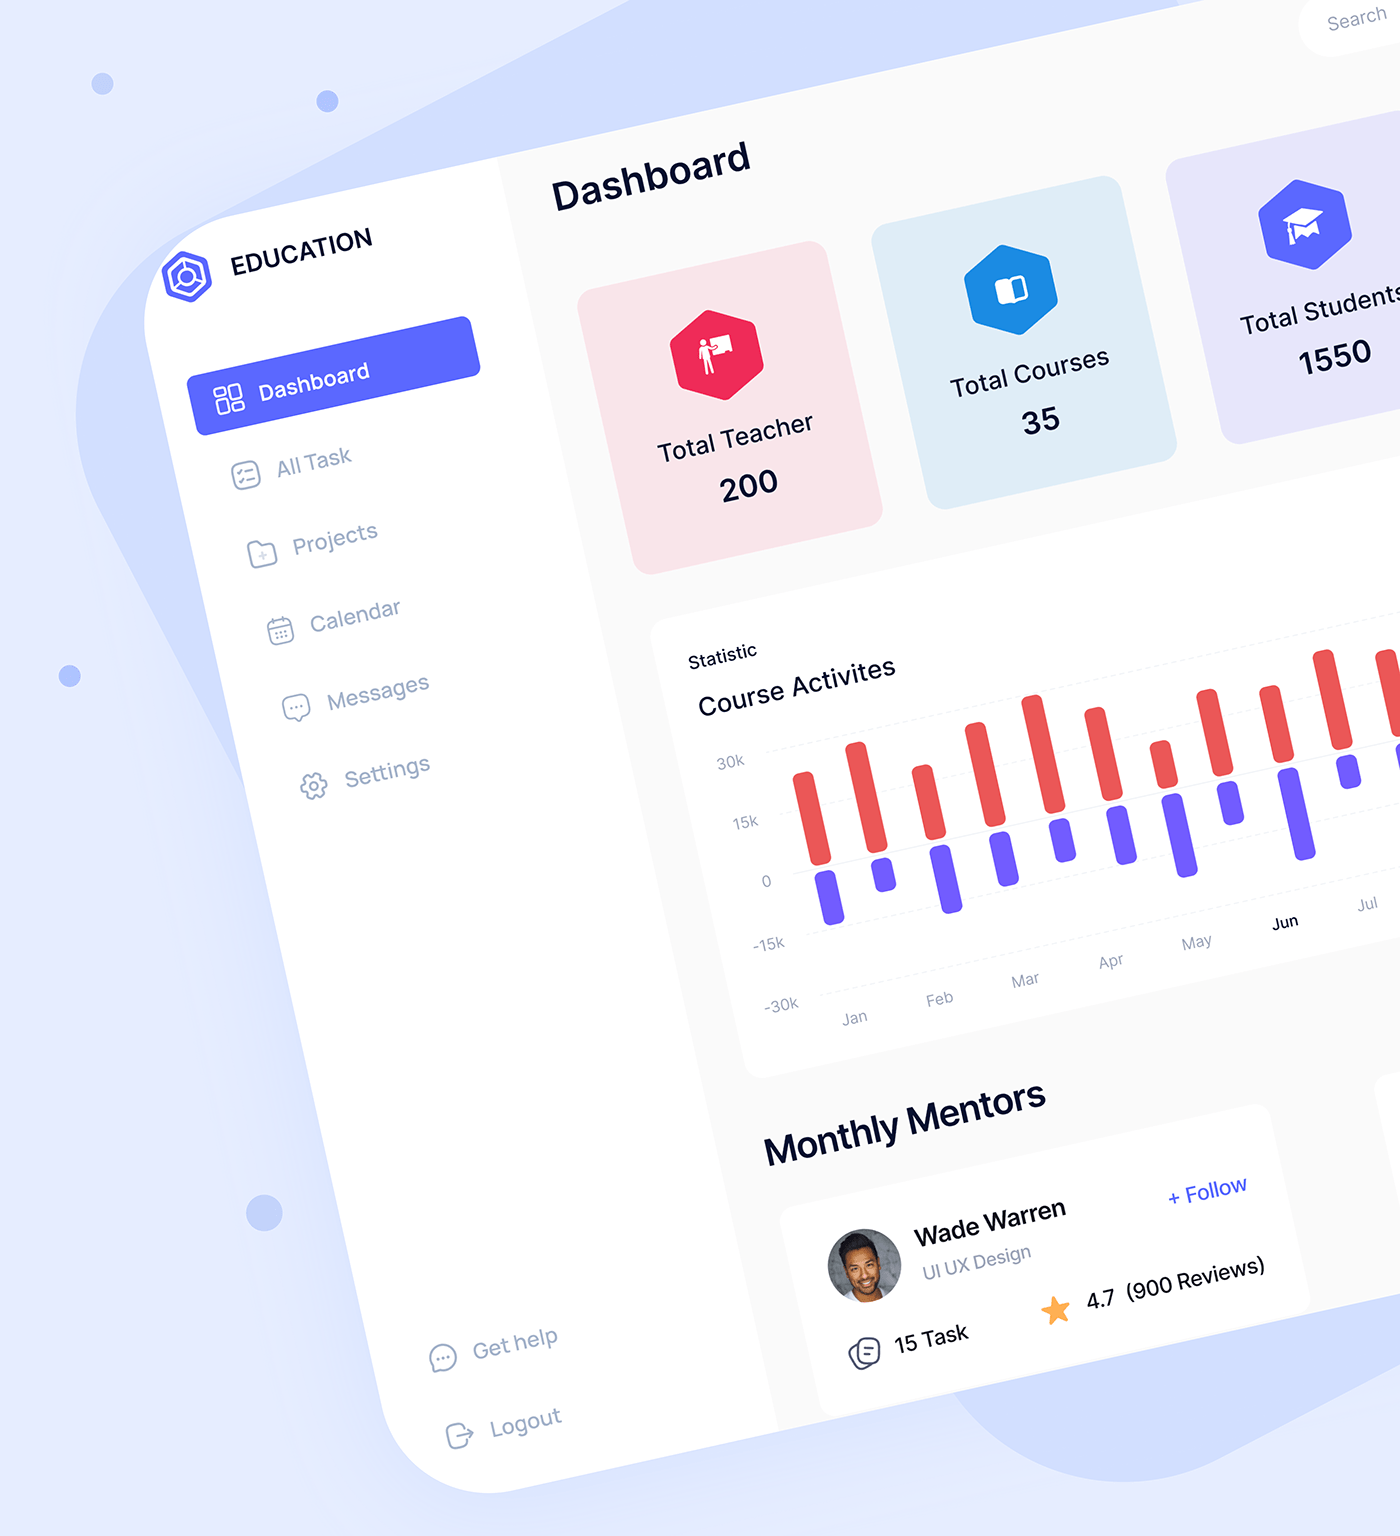 Search
EDUCATION
Dashboard
All Task
Projects
Calendar
Messages
Settings
Get help
Logout
Dashboard
Total Teacher
200
Total Courses
35
Total Students
1550
Statistic
Course Activites
30k
15k
0
-15k
-30k
Jan
Feb
Mar
Apr
May
Jun
Jul
Monthly Mentors
Wade Warren
+ Follow
UI UX Design
15 Task
4.7 (900 Reviews)